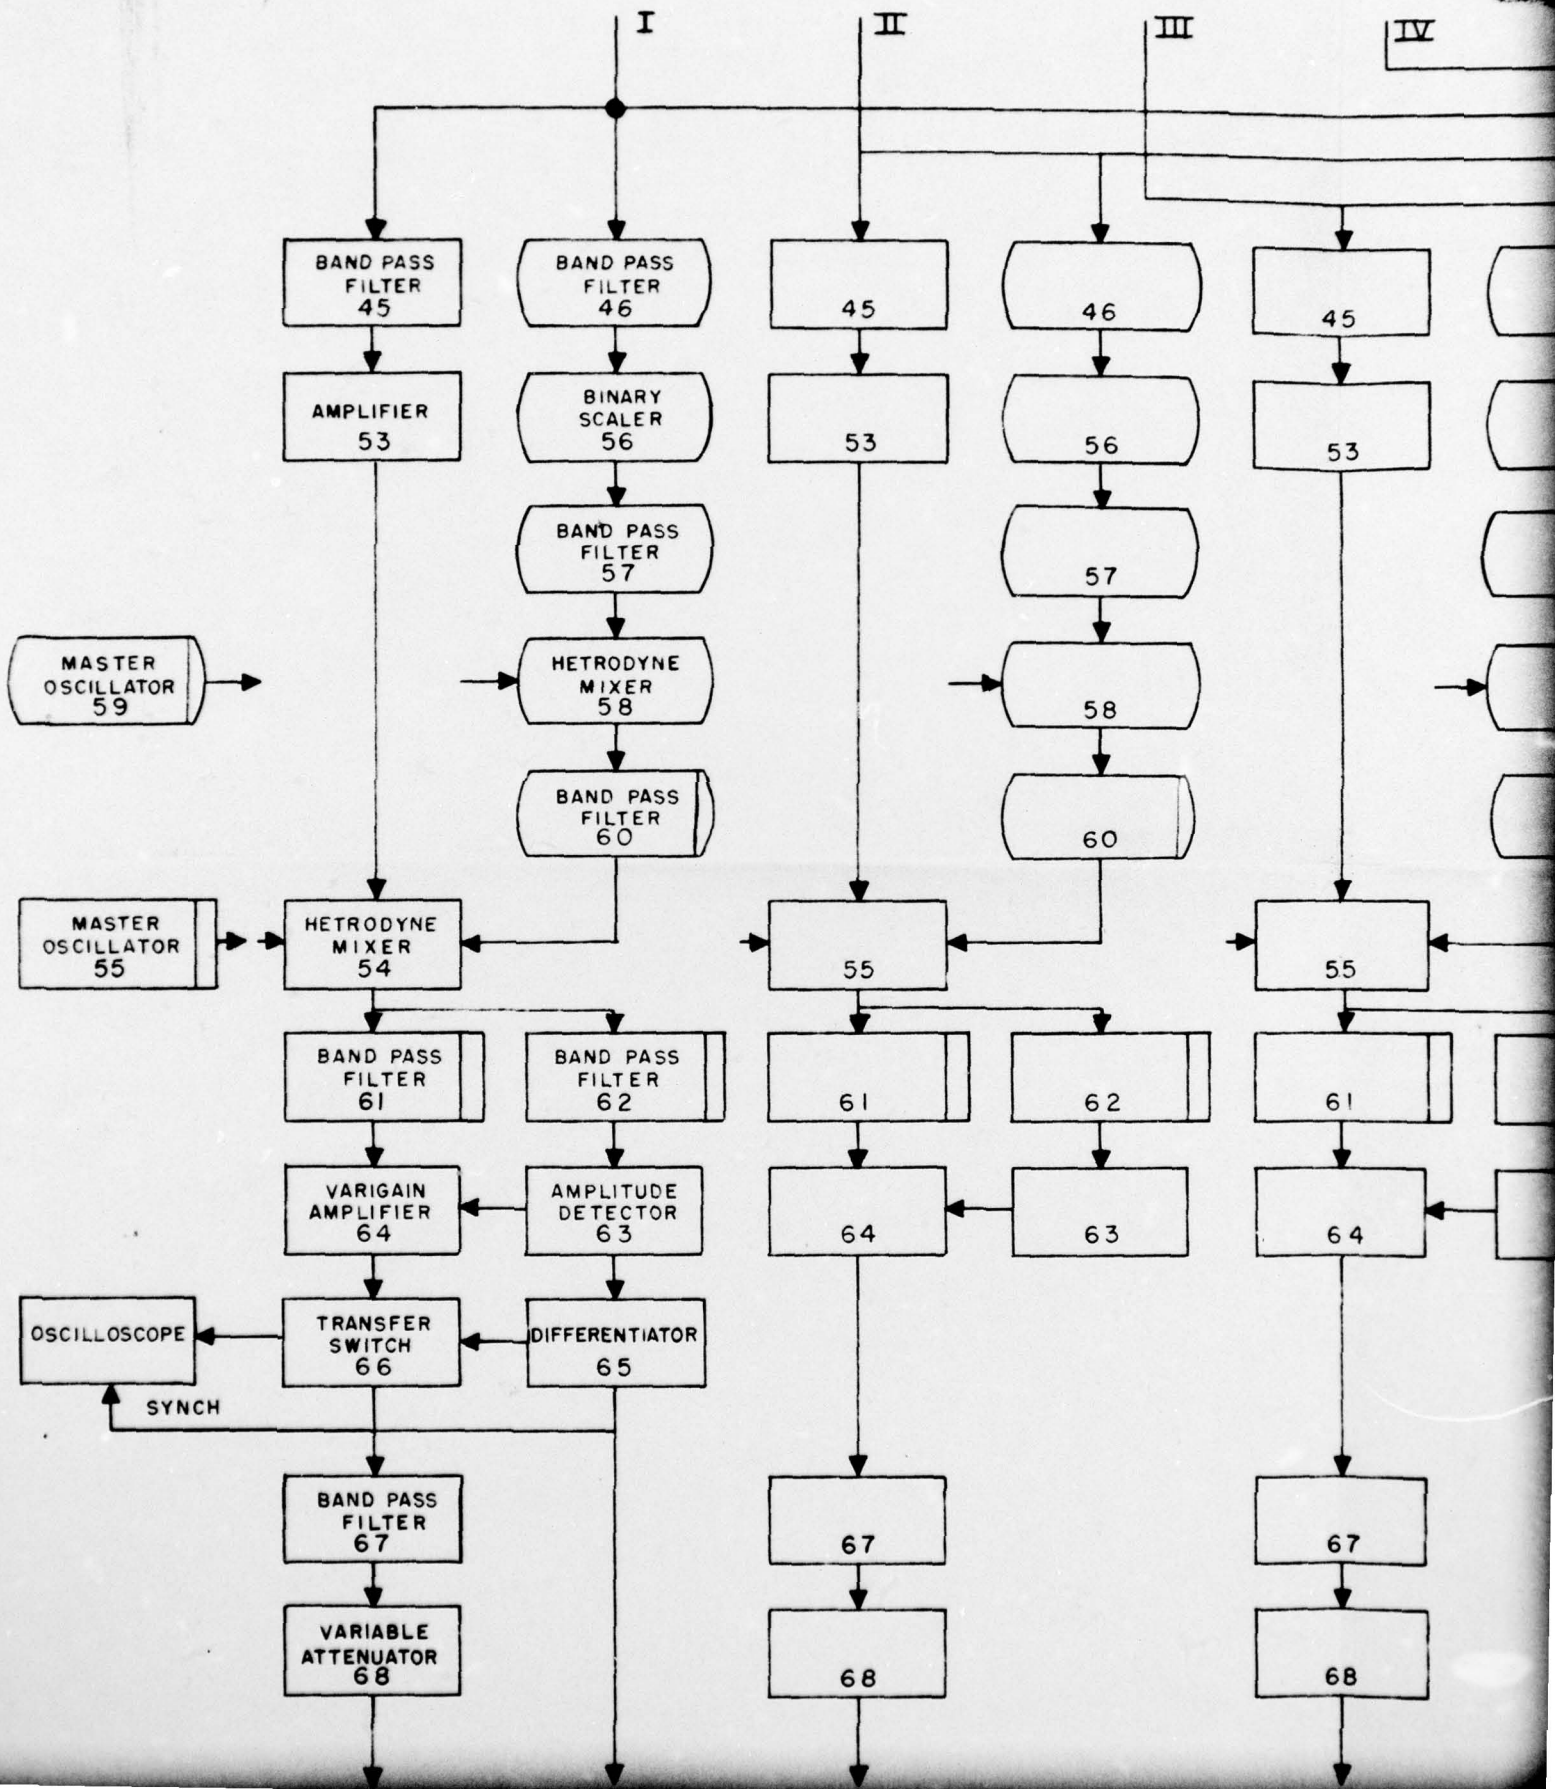 I
II
III
IV
BAND PASS
FILTER
45
BAND PASS
FILTER
46
45
46
45
AMPLIFIER
53
BINARY
SCALER
56
53
56
53
BAND PASS
FILTER
57
57
MASTER
OSCILLATOR
59
HETRODYNE
MIXER
58
58
BAND PASS
FILTER
60
60
MASTER
OSCILLATOR
55
HETRODYNE
MIXER
54
55
55
BAND PASS
FILTER
61
BAND PASS
FILTER
62
61
62
61
VARIGAIN
AMPLIFIER
64
AMPLITUDE
DETECTOR
63
64
63
64
OSCILLOSCOPE
TRANSFER
SWITCH
66
DIFFERENTIATOR
65
SYNCH
BAND PASS
FILTER
67
67
67
VARIABLE
ATTENUATOR
68
68
68